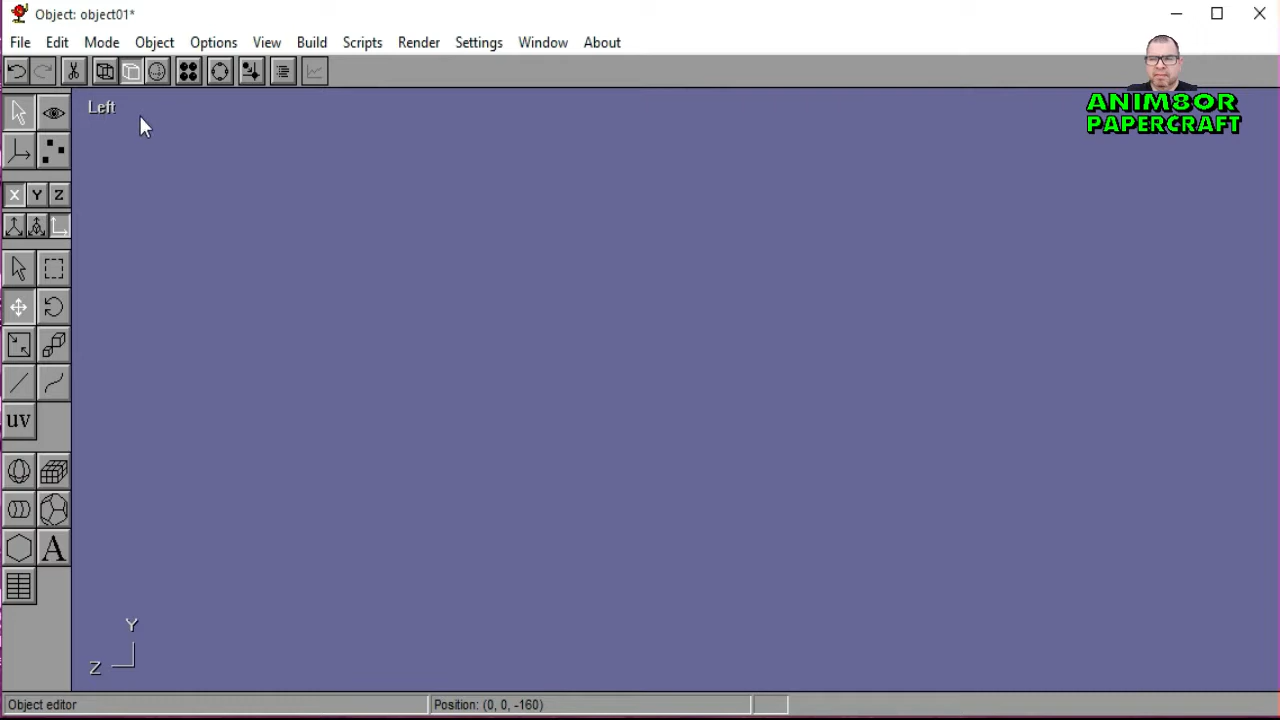 Object: object01*
File Edit Mode Object Options View Build Scripts Render Settings Window About
ANIM8OR
PAPERCRAFT
Left
X Y Z
uv
A
Y
Z
Object editor Position: (0, 0, -160)